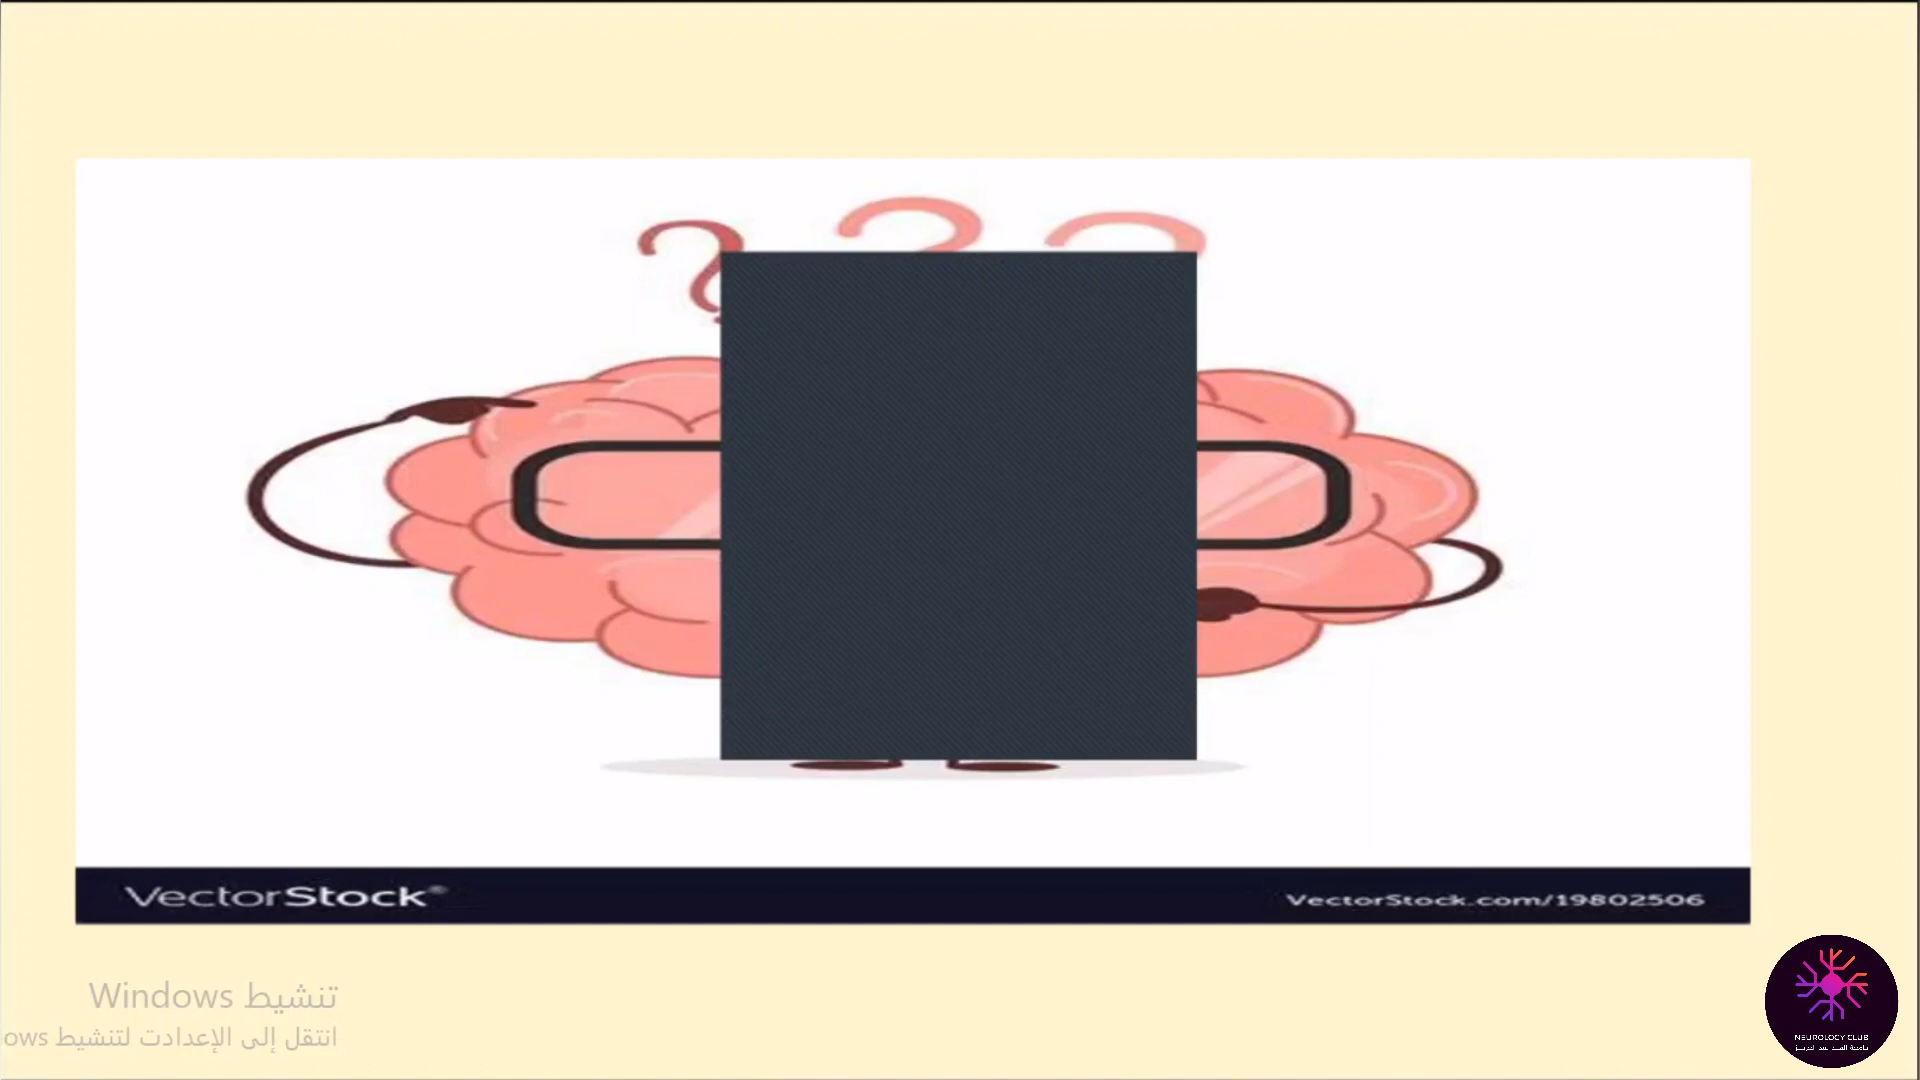 ? ? ?
VectorStock®
VectorStock.com/19802506
تنشيط Windows
انتقل إلى الإعدادت لتنشيط ows
NEUROLOGY CLUB